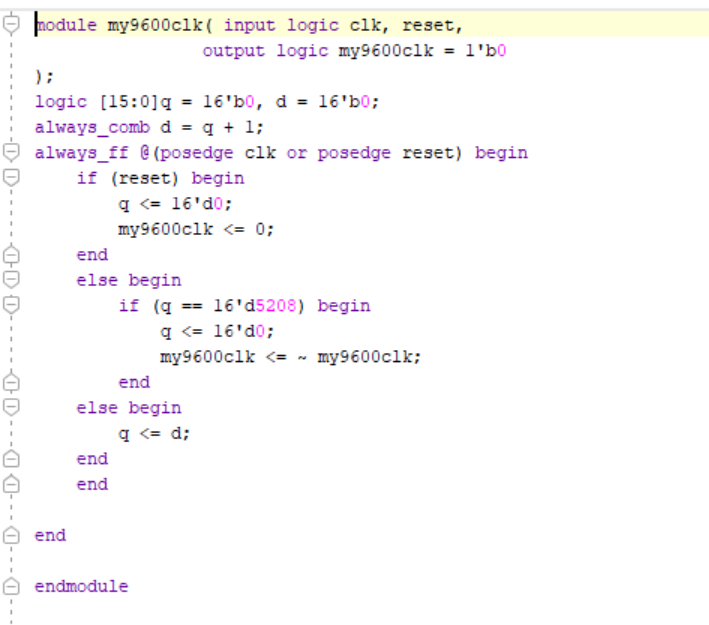 module my9600clk( input logic clk, reset,
output logic my9600clk = 1'b0
);
logic [15:0]q = 16'b0, d = 16'b0;
always_comb d = q + 1;
always_ff @(posedge clk or posedge reset) begin
if (reset) begin
q <= 16'd0;
my9600clk <= 0;
end
else begin
if (q == 16'd5208) begin
q <= 16'd0;
my9600clk <= ~ my9600clk;
end
else begin
q <= d;
end
end
end
endmodule